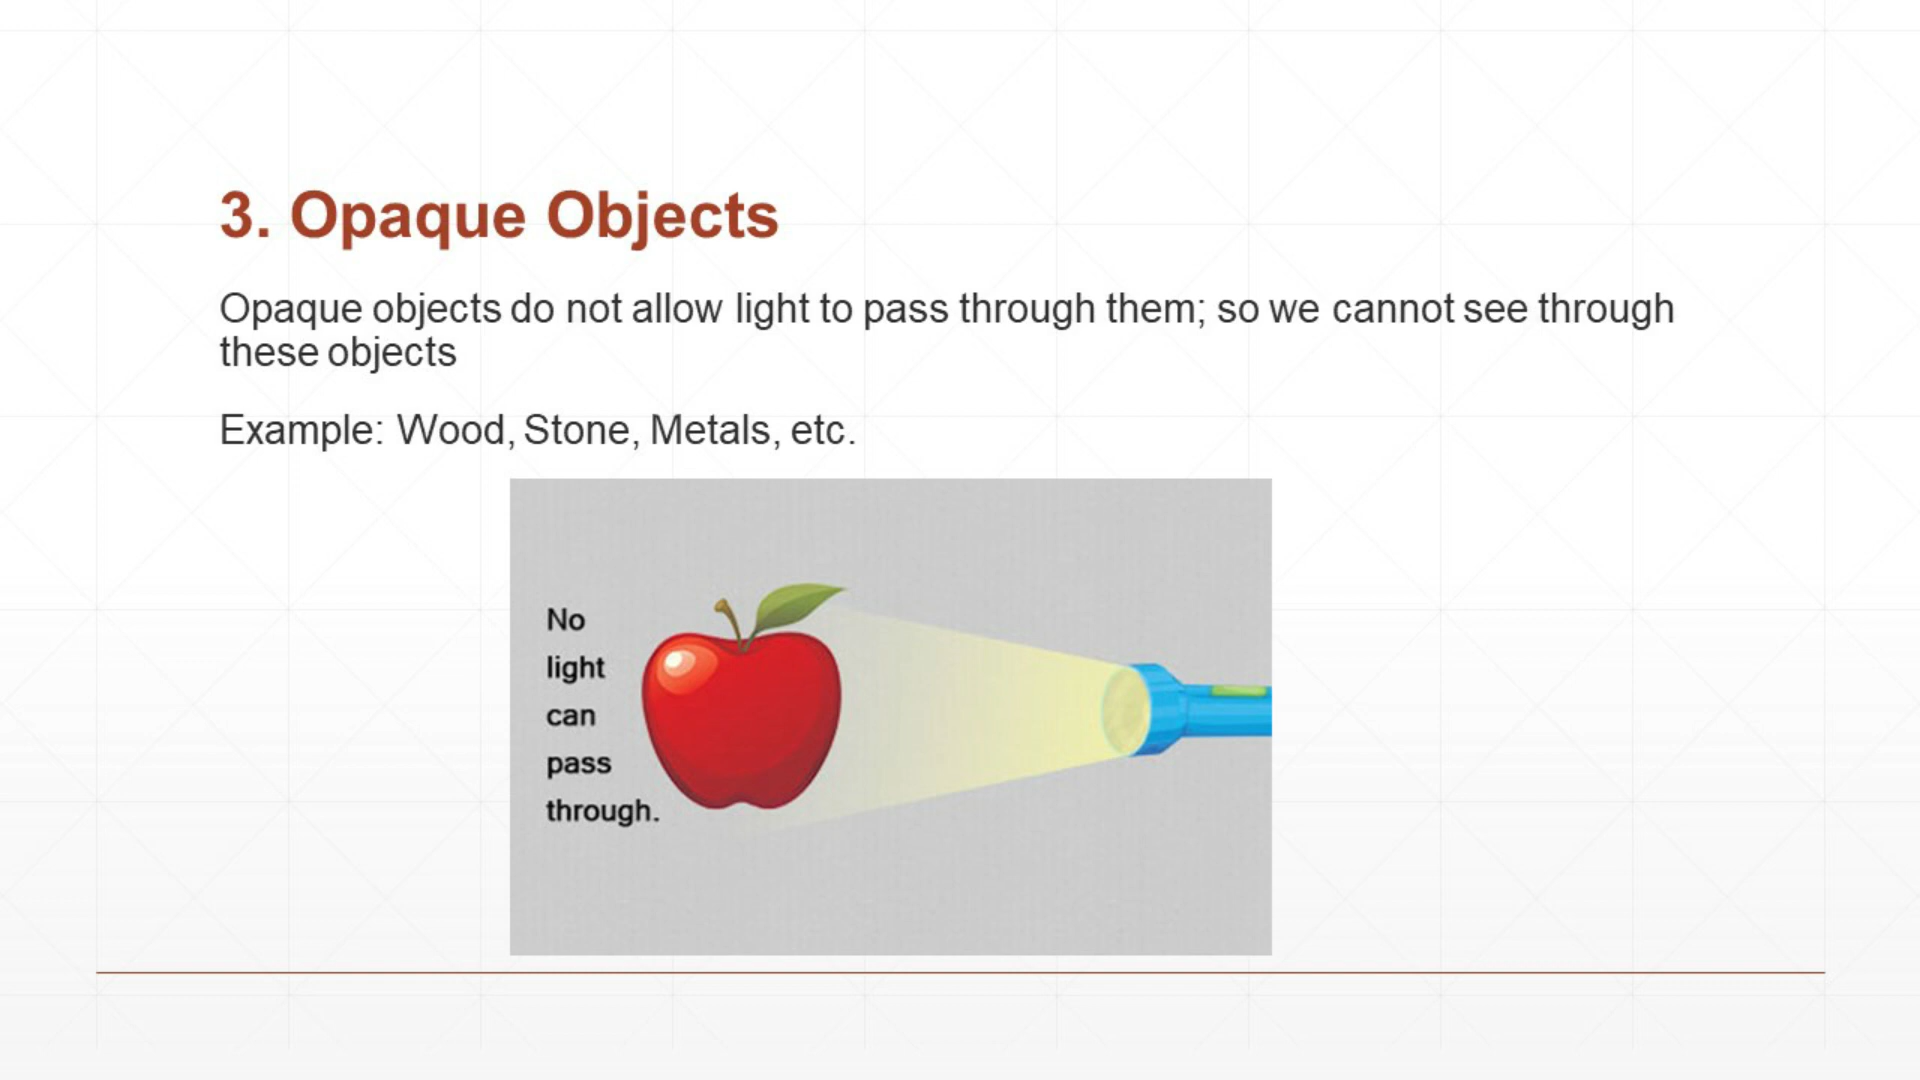 3. Opaque Objects
Opaque objects do not allow light to pass through them; so we cannot see through
these objects
Example: Wood, Stone, Metals, etc.
No
light
can
pass
through.